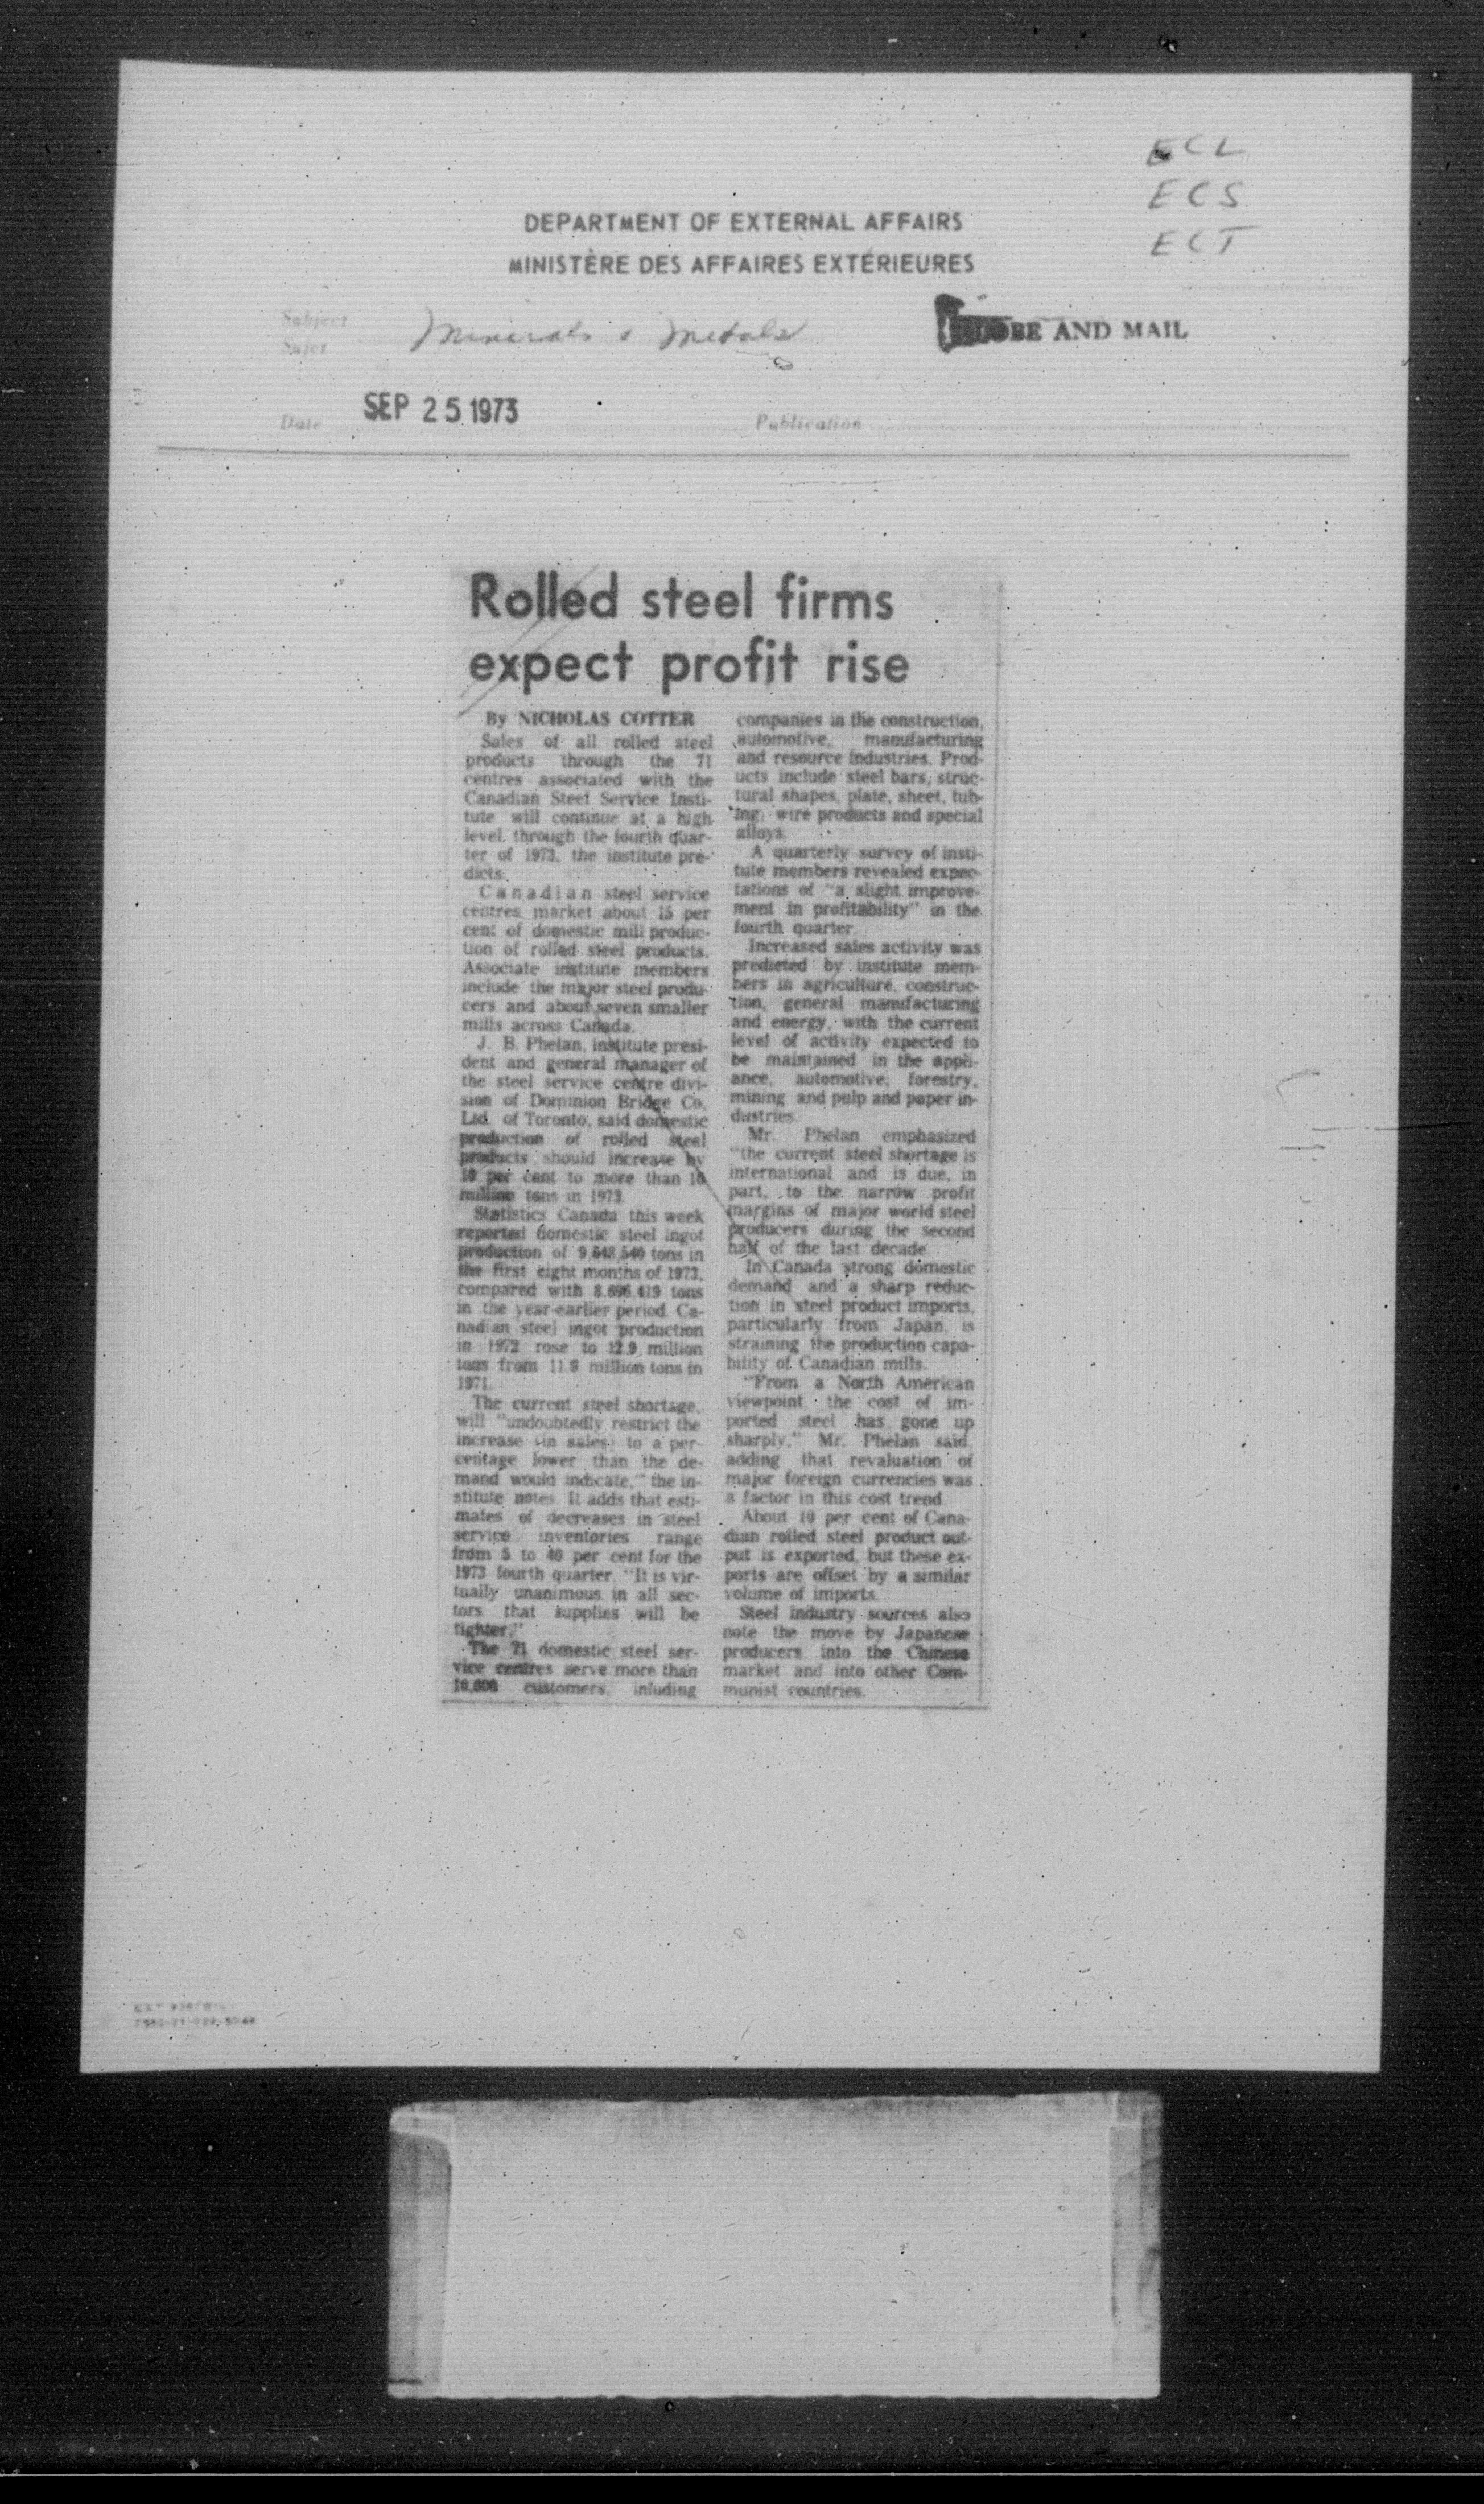 ECL
ECS
ECT
DEPARTMENT OF EXTERNAL AFFAIRS
MINISTÈRE DES AFFAIRES EXTÉRIEURES
Subject
Sujet
Minerals & Metals
GLOBE AND MAIL
Date
SEP 25 1973
Publication
Rolled steel firms
expect profit rise
By NICHOLAS COTTER
Sales of all rolled steel
products through the 71
centres associated with the
Canadian Steel Service Insti-
tute will continue at a high
level through the fourth quar-
ter of 1973, the institute pre-
dicts.
Canadian steel service
centres market about 15 per
cent of domestic mill produc-
tion of rolled steel products.
Associate institute members
include the major steel produ-
cers and about seven smaller
mills across Canada.
J. B. Phelan, institute presi-
dent and general manager of
the steel service centre divi-
sion of Dominion Bridge Co.
Ltd. of Toronto, said domestic
production of rolled steel
products should increase by
10 per cent to more than 10
million tons in 1973.
Statistics Canada this week
reported domestic steel ingot
production of tons in
the first eight months of 1973,
compared with 8,696,419 tons
in the year-earlier period. Ca-
nadian steel ingot production
in 1972 rose to 12.9 million
tons from 11.9 million tons in
1971.
The current steel shortage,
will "undoubtedly restrict the
increase (in sales) to a per-
centage lower than the de-
mand would indicate," the in-
stitute notes. It adds that esti-
mates of decreases in steel
service inventories range
from 5 to 40 per cent for the
1973 fourth quarter. "It is vir-
tually unanimous in all sec-
tors that supplies will be
tighter."
The 71 domestic steel ser-
vice centres serve more than
10,000 customers, inluding
companies in the construction,
automotive, manufacturing
and resource industries. Prod-
ucts include steel bars, struc-
tural shapes, plate, sheet, tub-
ing, wire products and special
alloys.
A quarterly survey of insti-
tute members revealed expec-
tations of "a slight improve-
ment in profitability" in the
fourth quarter.
Increased sales activity was
predicted by institute mem-
bers in agriculture, construc-
tion, general manufacturing
and energy, with the current
level of activity expected to
be maintained in the appli-
ance, automotive, forestry,
mining and pulp and paper in-
dustries.
Mr. Phelan emphasized
"the current steel shortage is
international and is due, in
part, to the narrow profit
margins of major world steel
producers during the second
half of the last decade.
In Canada strong domestic
demand and a sharp reduc-
tion in steel product imports,
particularly from Japan, is
straining the production capa-
bility of Canadian mills.
"From a North American
viewpoint, the cost of im-
ported steel has gone up
sharply," Mr. Phelan said,
adding that revaluation of
major foreign currencies was
a factor in this cost trend.
About 10 per cent of Cana-
dian rolled steel product out-
put is exported, but these ex-
ports are offset by a similar
volume of imports.
Steel industry sources also
note the move by Japanese
producers into the Chinese
market and into other Com-
munist countries.